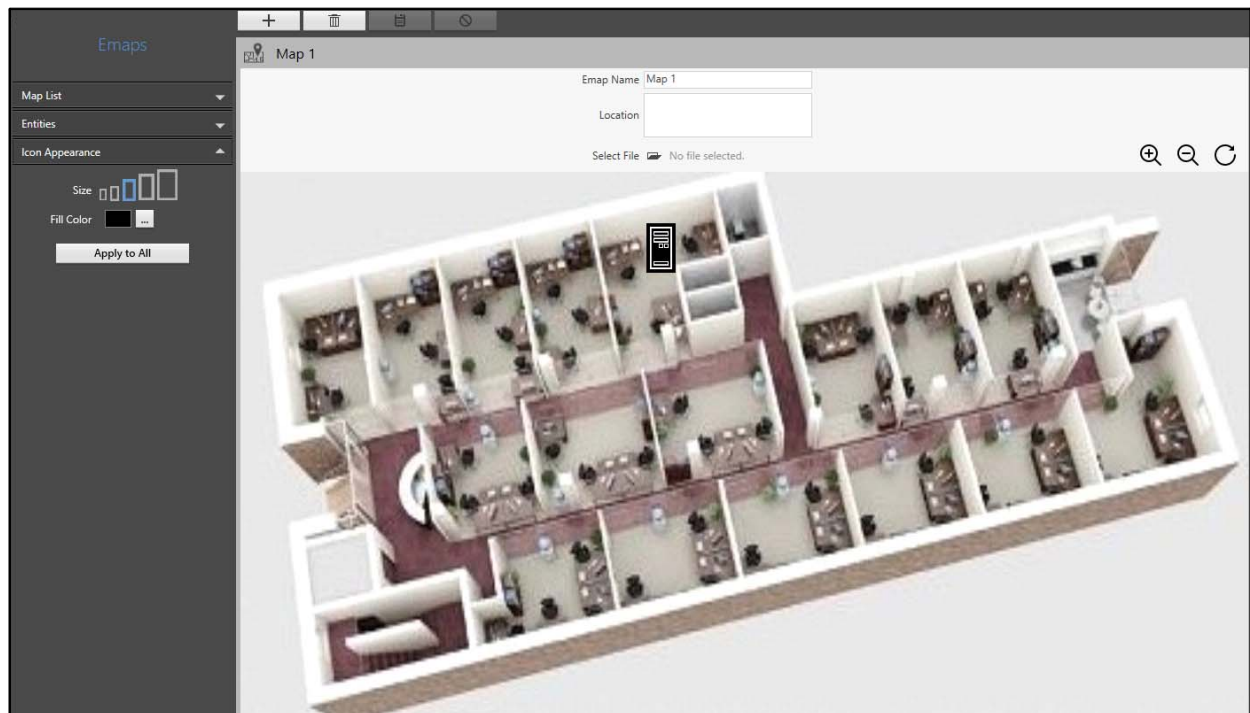 Emaps
Map 1
Map List
Entities
Icon Appearance
Size
Fill Color
...
Apply to All
Emap Name Map 1
Location
Select File No file selected.